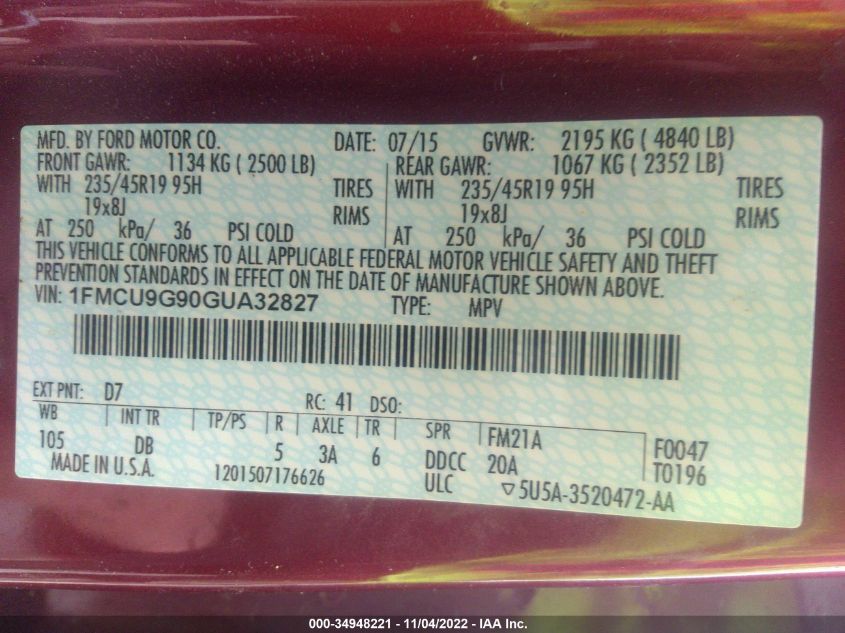 MFD. BY FORD MOTOR CO. DATE: 07/15 GVWR: 2195 KG ( 4840 LB)
FRONT GAWR: 1134 KG ( 2500 LB) REAR GAWR: 1067 KG ( 2352 LB)
WITH 235/45R19 95H TIRES WITH 235/45R19 95H TIRES
19x8J RIMS 19x8J RIMS
AT 250 kPa/ 36 PSI COLD AT 250 kPa/ 36 PSI COLD
THIS VEHICLE CONFORMS TO ALL APPLICABLE FEDERAL MOTOR VEHICLE SAFETY AND THEFT
PREVENTION STANDARDS IN EFFECT ON THE DATE OF MANUFACTURE SHOWN ABOVE.
VIN: 1FMCU9G90GUA32827 TYPE: MPV
EXT PNT: D7 RC: 41 DSO:
WB INT TR TP/PS R AXLE TR SPR FM21A F0047
105 DB 5 3A 6 DDCC 20A T0196
MADE IN U.S.A. 1201507176626 ULC ▽5U5A-3520472-AA
000-34948221 - 11/04/2022 - IAA Inc.